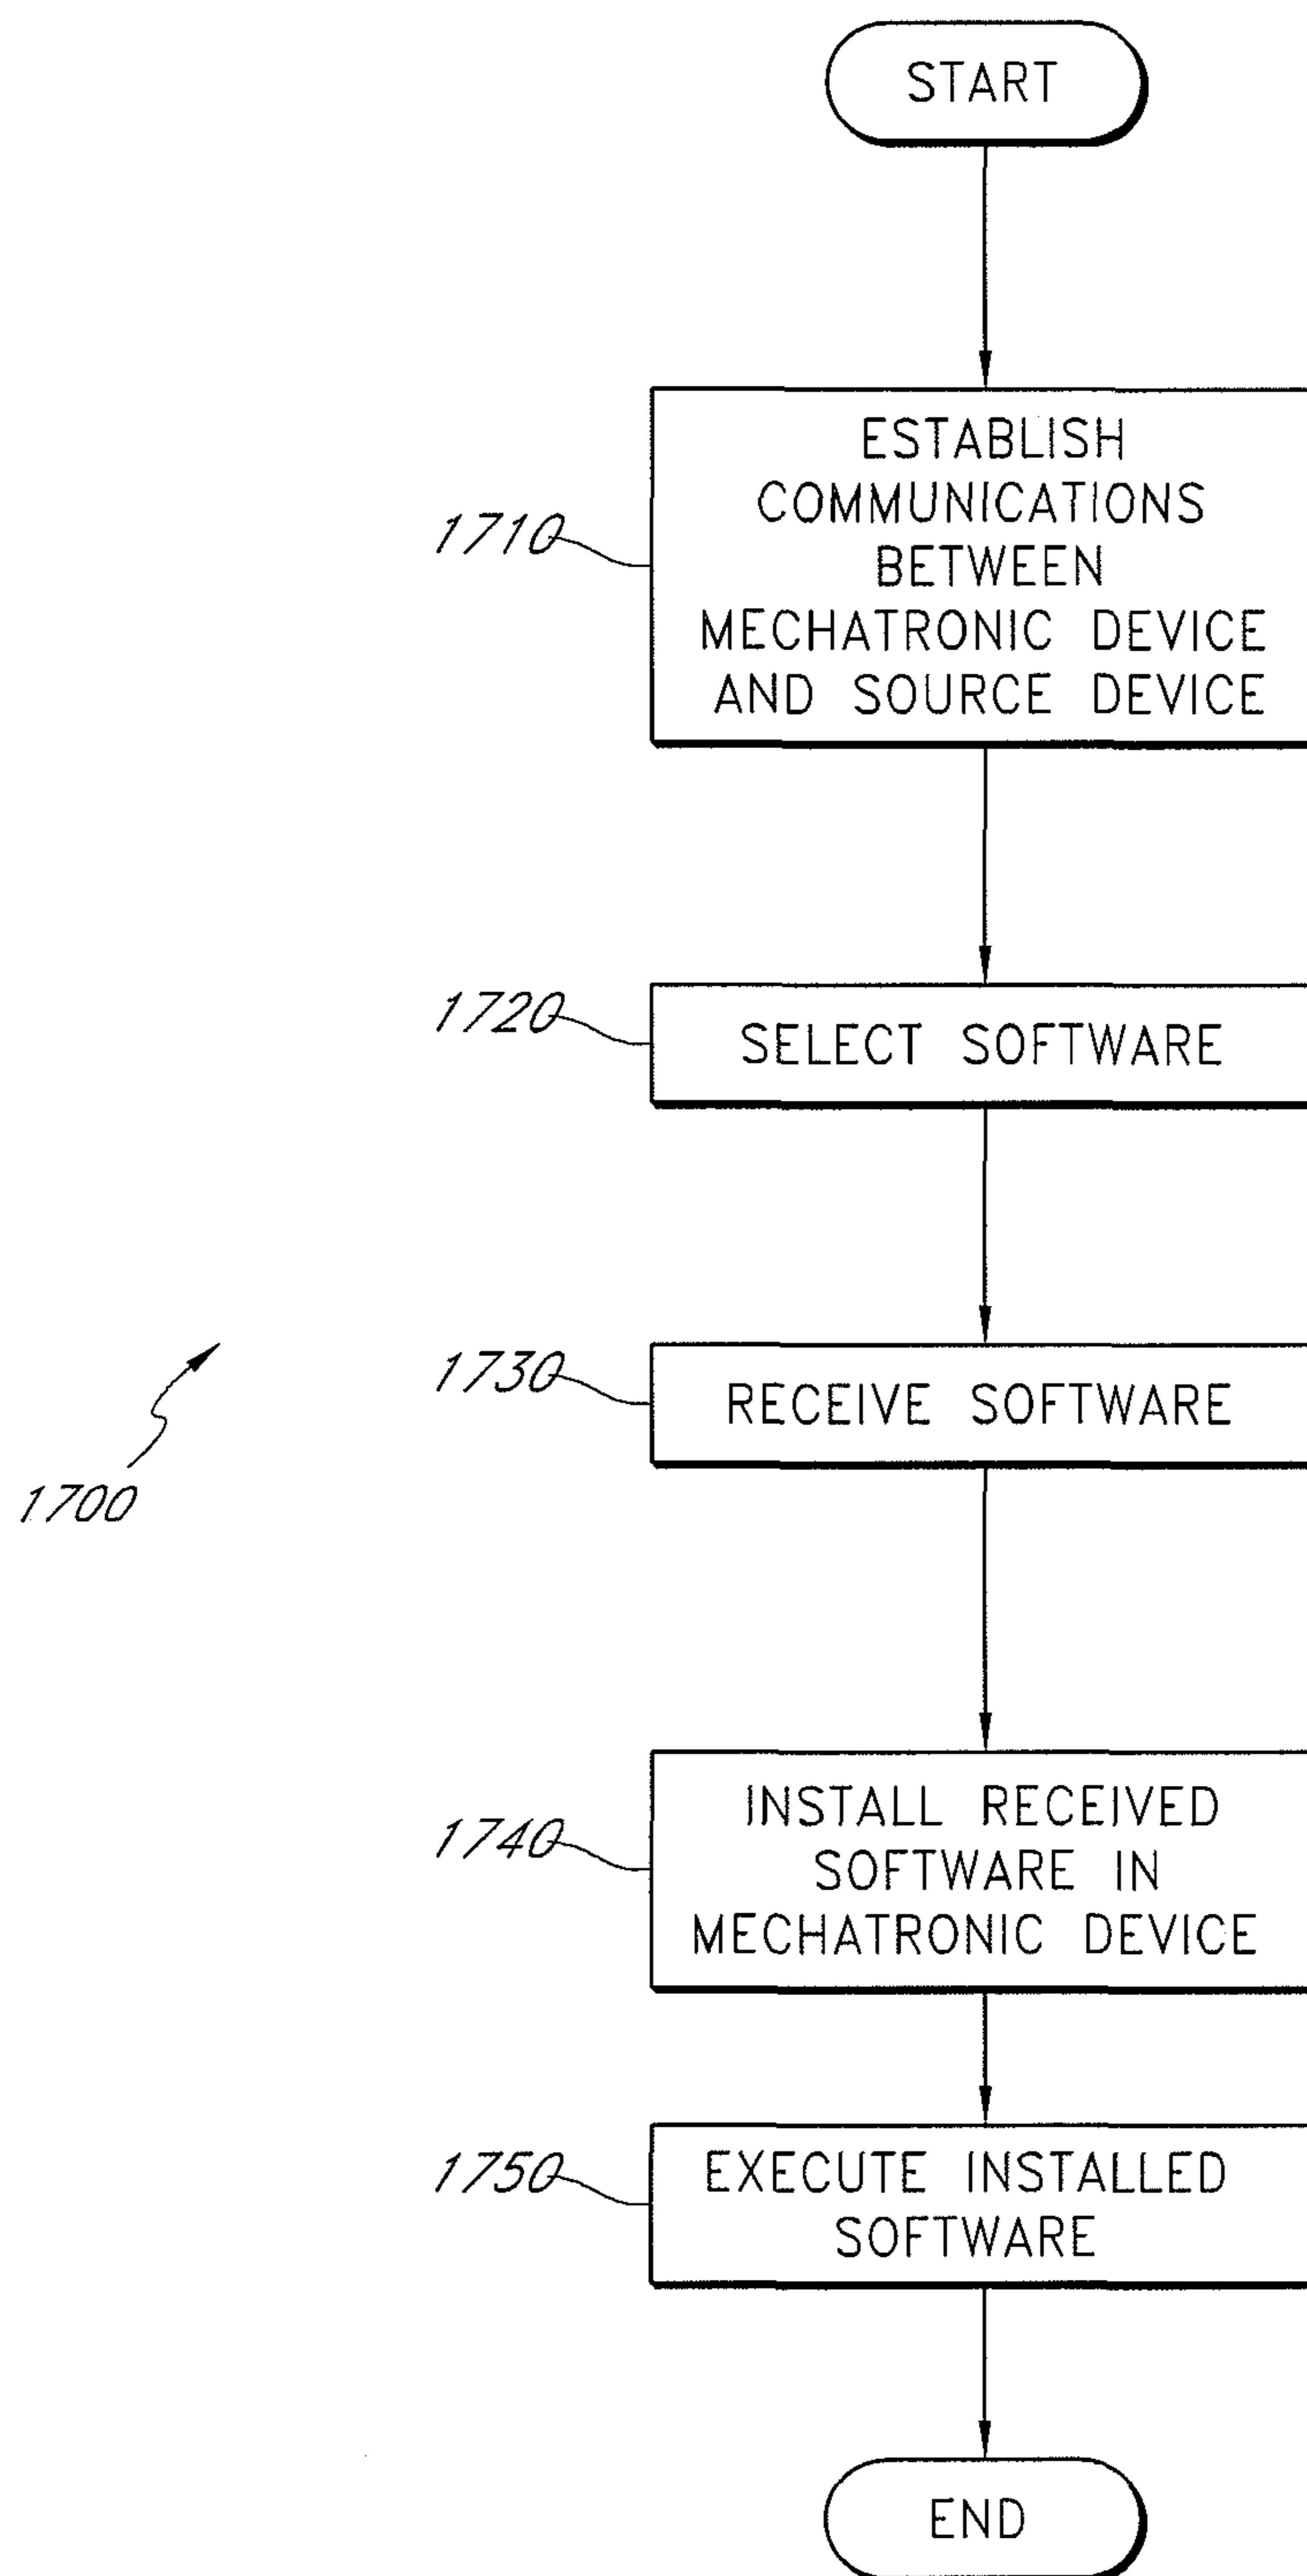 START
1710
ESTABLISH
COMMUNICATIONS
BETWEEN
MECHATRONIC DEVICE
AND SOURCE DEVICE
1720
SELECT SOFTWARE
1730
RECEIVE SOFTWARE
1700
1740
INSTALL RECEIVED
SOFTWARE IN
MECHATRONIC DEVICE
1750
EXECUTE INSTALLED
SOFTWARE
END